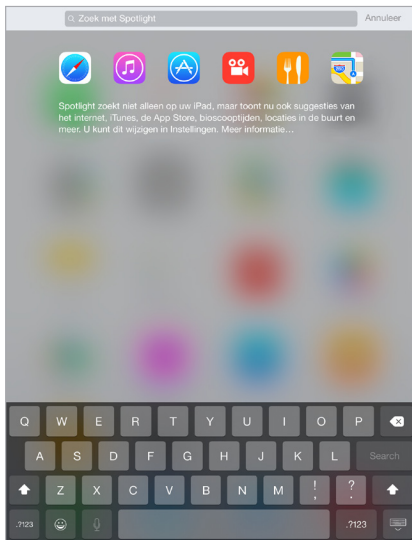 Zoek met Spotlight Annuleer
Spotlight zoekt niet alleen op uw iPad, maar toont nu ook suggesties van
het internet, iTunes, de App Store, bioscooptijden, locaties in de buurt en
meer. U kunt dit wijzigen in Instellingen. Meer informatie...
Q W E R T Y U I O P
A S D F G H J K L Search
Z X C V B N M ! , ? .
.?123 .?123